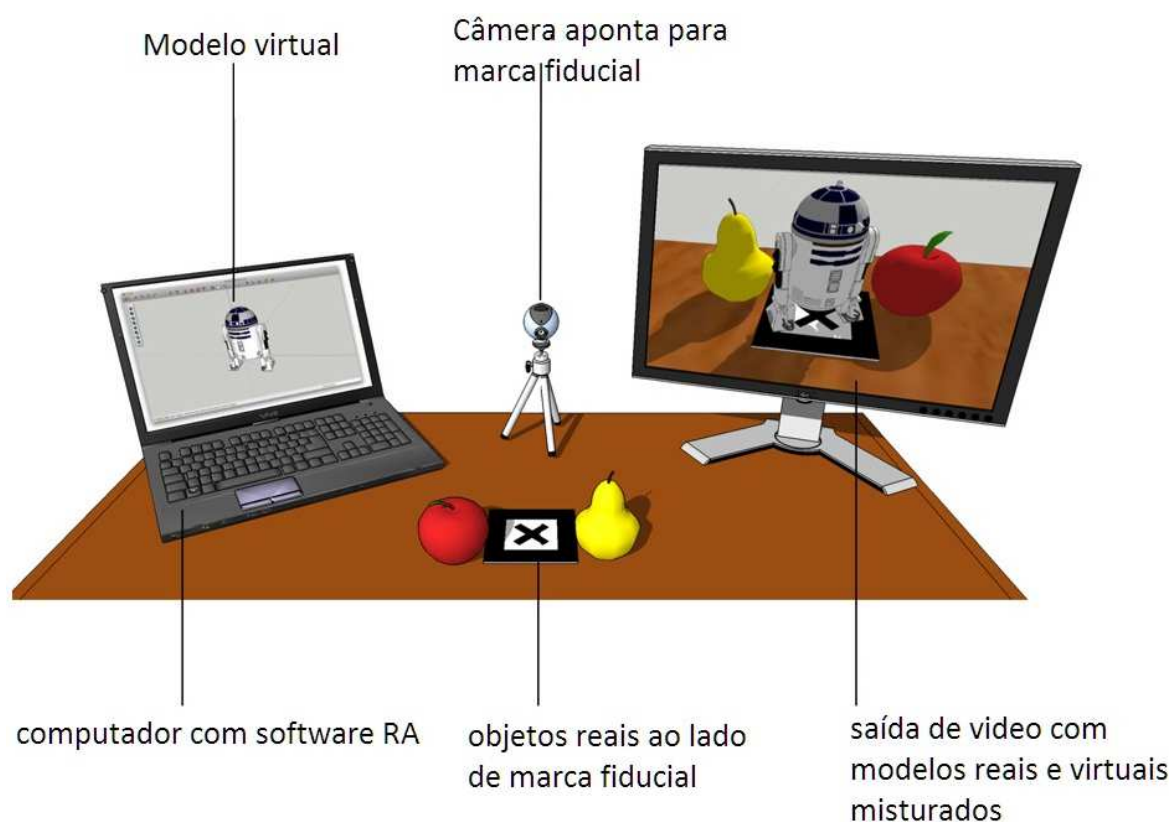 Modelo virtual
Câmera aponta para
marca fiducial
computador com software RA
objetos reais ao lado
de marca fiducial
saída de video com
modelos reais e virtuais
misturados